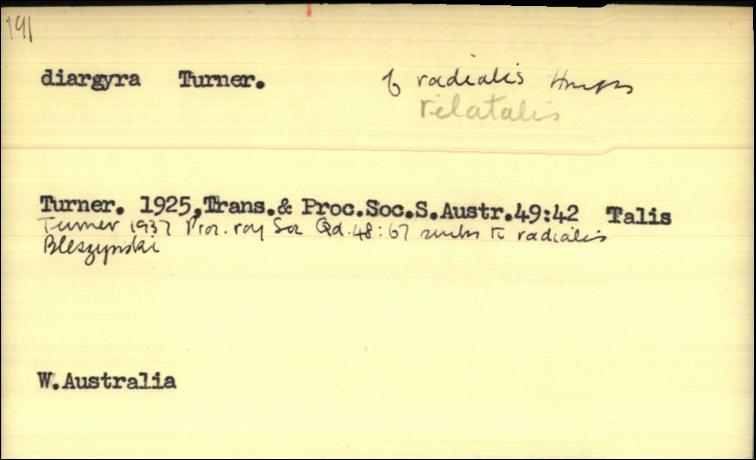 191
diargyra Turner. to radialis Hmps
relatalis
Turner. 1925, Trans.& Proc.Soc.S.Austr.49:42 Talis
Turner 1937 Proc. roy Soc Qd. 48:67 sinks to radialis
Bleszynski
W.Australia